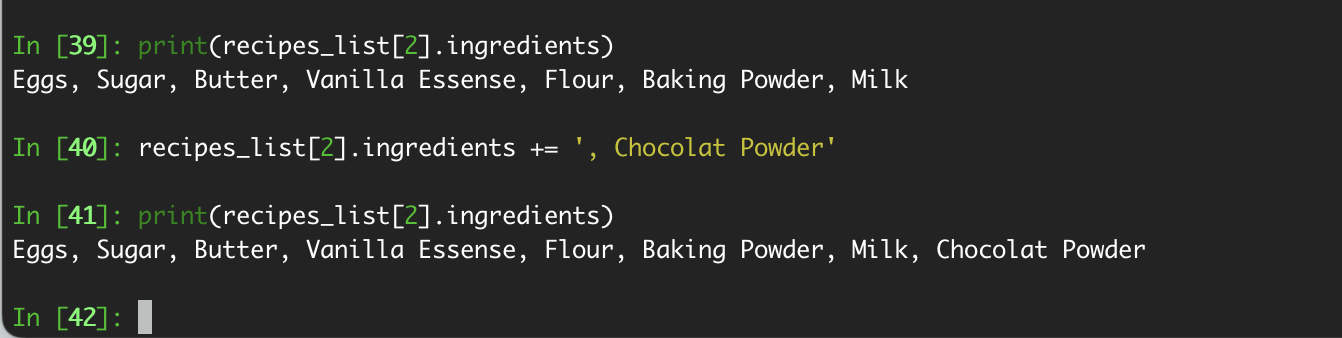 In [39]: print(recipes_list[2].ingredients)
Eggs, Sugar, Butter, Vanilla Essense, Flour, Baking Powder, Milk
In [40]: recipes_list[2].ingredients += ', Chocolat Powder'
In [41]: print(recipes_list[2].ingredients)
Eggs, Sugar, Butter, Vanilla Essense, Flour, Baking Powder, Milk, Chocolat Powder
In [42]: